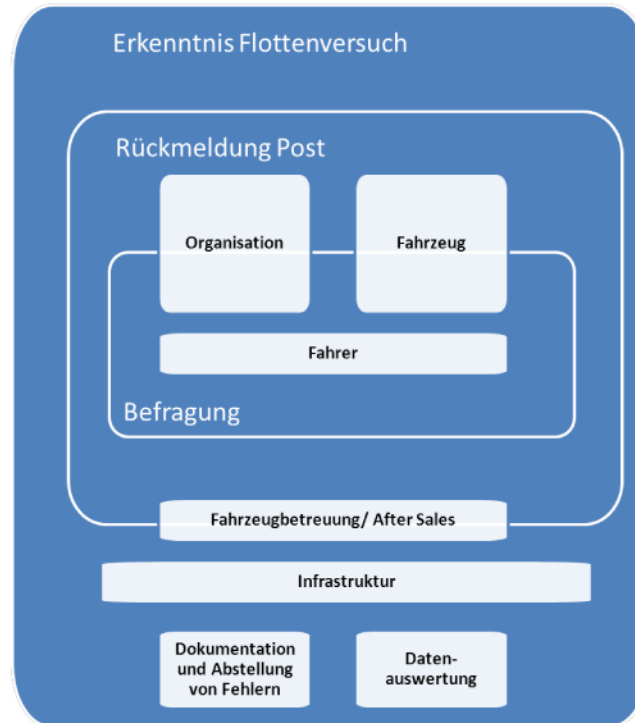 Erkenntnis Flottenversuch
Rückmeldung Post
Organisation
Fahrzeug
Fahrer
Befragung
Fahrzeugbetreuung/ After Sales
Infrastruktur
Dokumentation
und Abstellung
von Fehlern
Daten-
auswertung